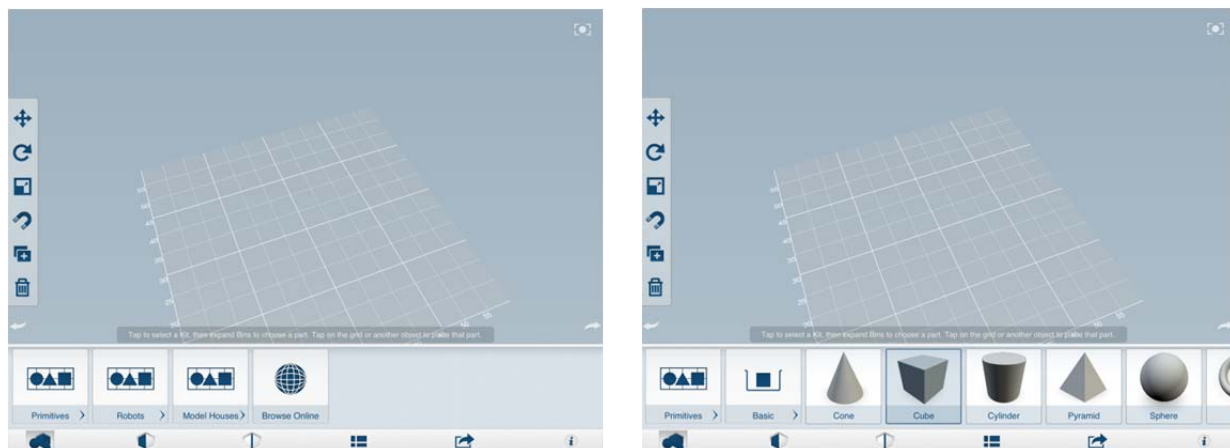 Tap to select a Kit, then expand Bins to choose a part. Tap on the grid or another object to place that part.
Primitives
Robots
Model Houses
Browse Online
Tap to select a Kit, then expand Bins to choose a part. Tap on the grid or another object to place that part.
Primitives
Basic
Cone
Cube
Cylinder
Pyramid
Sphere